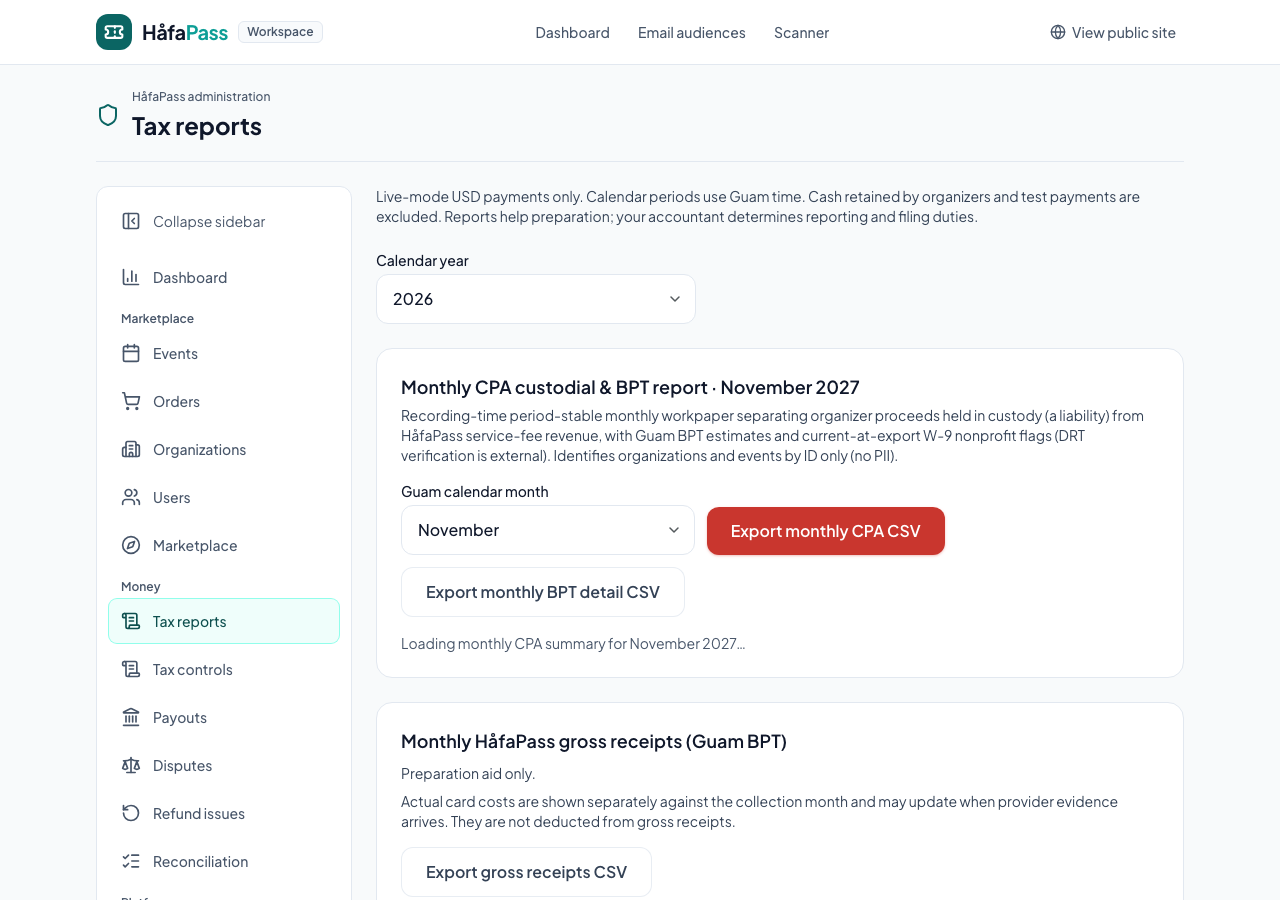 HåfaPass
Workspace
Dashboard
Email audiences
Scanner
View public site
HåfaPass administration
Tax reports
Collapse sidebar
Dashboard
Marketplace
Events
Orders
Organizations
Users
Marketplace
Money
Tax reports
Tax controls
Payouts
Disputes
Refund issues
Reconciliation
Live-mode USD payments only. Calendar periods use Guam time. Cash retained by organizers and test payments are
excluded. Reports help preparation; your accountant determines reporting and filing duties.
Calendar year
2026
Monthly CPA custodial & BPT report · November 2027
Recording-time period-stable monthly workpaper separating organizer proceeds held in custody (a liability) from
HåfaPass service-fee revenue, with Guam BPT estimates and current-at-export W-9 nonprofit flags (DRT
verification is external). Identifies organizations and events by ID only (no PII).
Guam calendar month
November
Export monthly CPA CSV
Export monthly BPT detail CSV
Loading monthly CPA summary for November 2027…
Monthly HåfaPass gross receipts (Guam BPT)
Preparation aid only.
Actual card costs are shown separately against the collection month and may update when provider evidence
arrives. They are not deducted from gross receipts.
Export gross receipts CSV